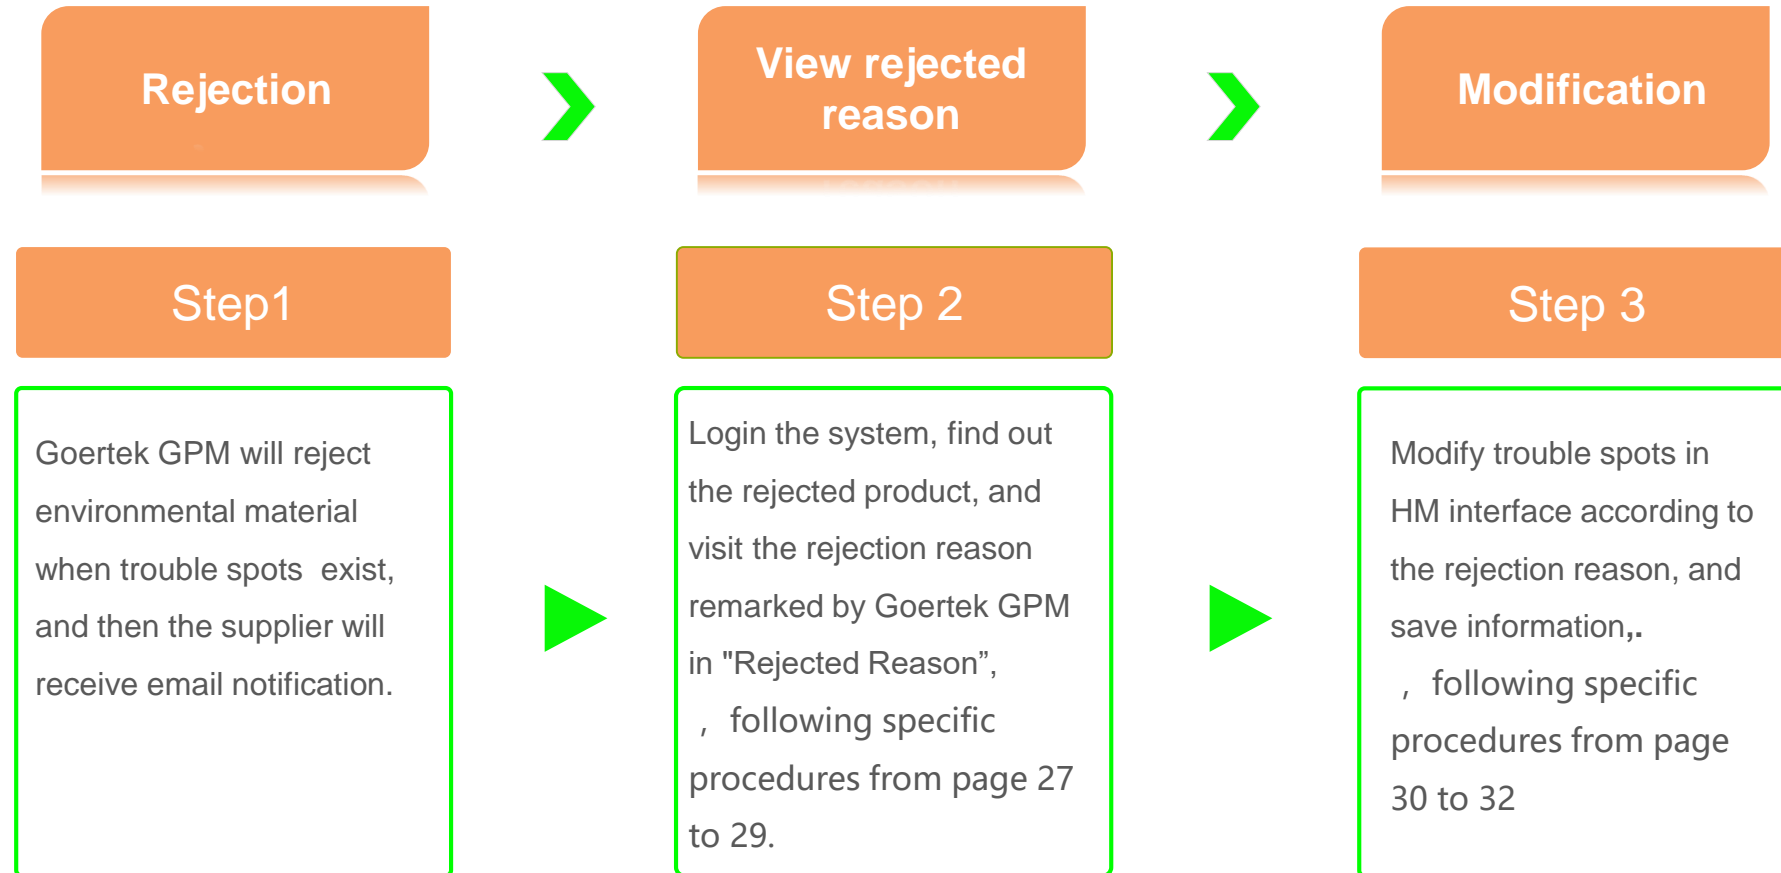 Rejection
View rejected
reason
Modification
Step1
Step 2
Step 3
Goertek GPM will reject
environmental material
when trouble spots  exist,
and then the supplier will
receive email notification.
Login the system, find out
the rejected product, and
visit the rejection reason
remarked by Goertek GPM
in "Rejected Reason”,
，following specific
procedures from page 27
to 29.
Modify trouble spots in
HM interface according to
the rejection reason, and
save information,.
，following specific
procedures from page
30 to 32